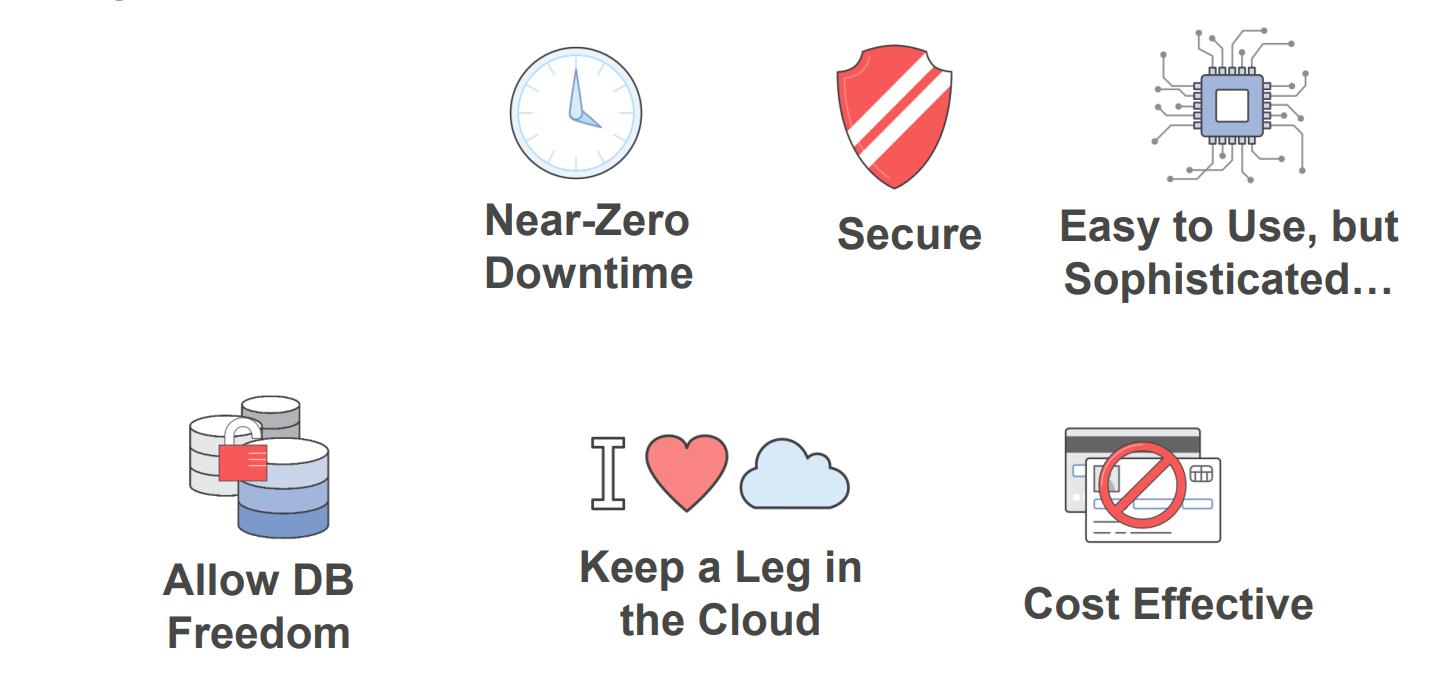 Near-Zero
Downtime
Secure
Easy to Use, but
Sophisticated…
Allow DB
Freedom
I
Keep a Leg in
the Cloud
Cost Effective